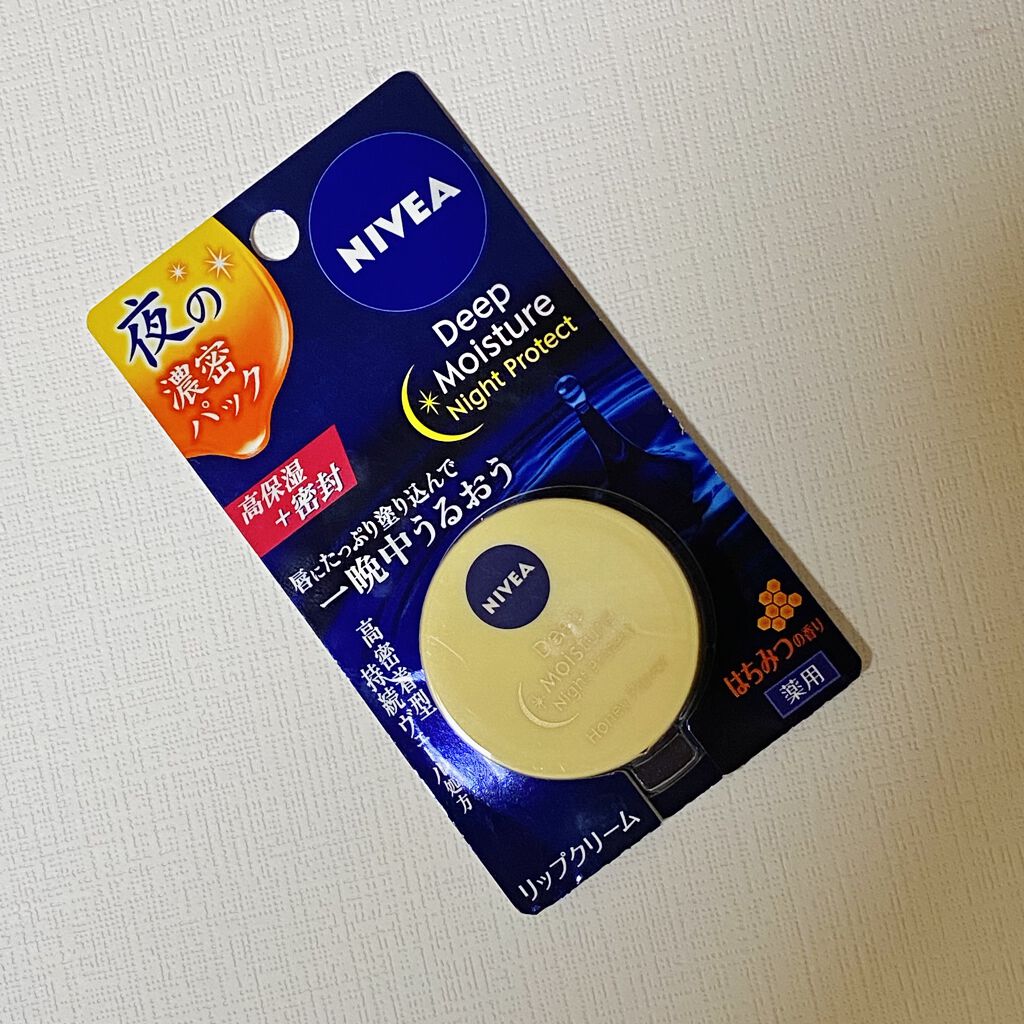 NIVEA
Deep
Moisture
Night Protect
夜の
濃密
パック
高保湿
+密封
唇にたっぷり塗り込んで
一晩中うるおう
高密着型
持続ヴェール処方
NIVEA
Deep
Moisture
Night Protect
Honey Flavor
はちみつの香り
薬用
リップクリーム